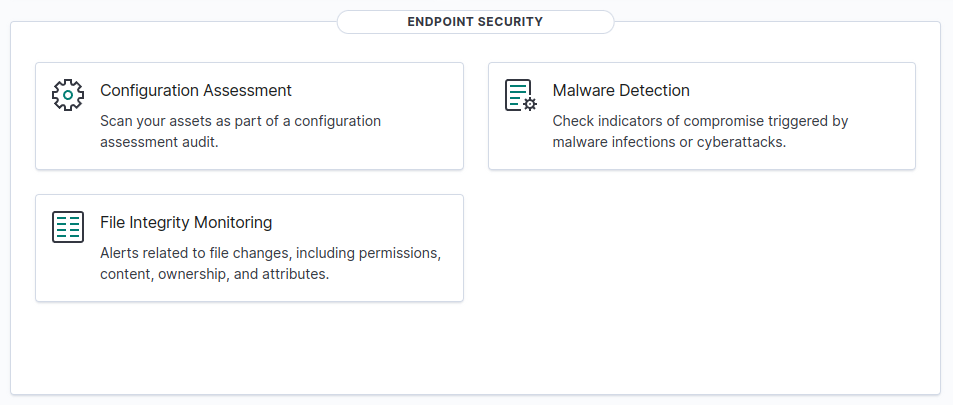 ENDPOINT SECURITY
Configuration Assessment
Scan your assets as part of a configuration
assessment audit.
Malware Detection
Check indicators of compromise triggered by
malware infections or cyberattacks.
File Integrity Monitoring
Alerts related to file changes, including permissions,
content, ownership, and attributes.